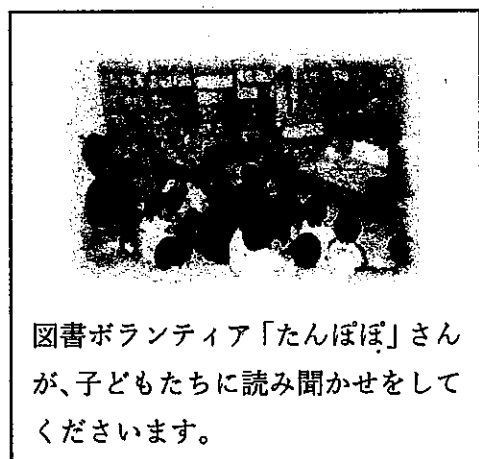 図書ボランティア「たんぽぽ」さん
が、子どもたちに読み聞かせをして
くださいます。